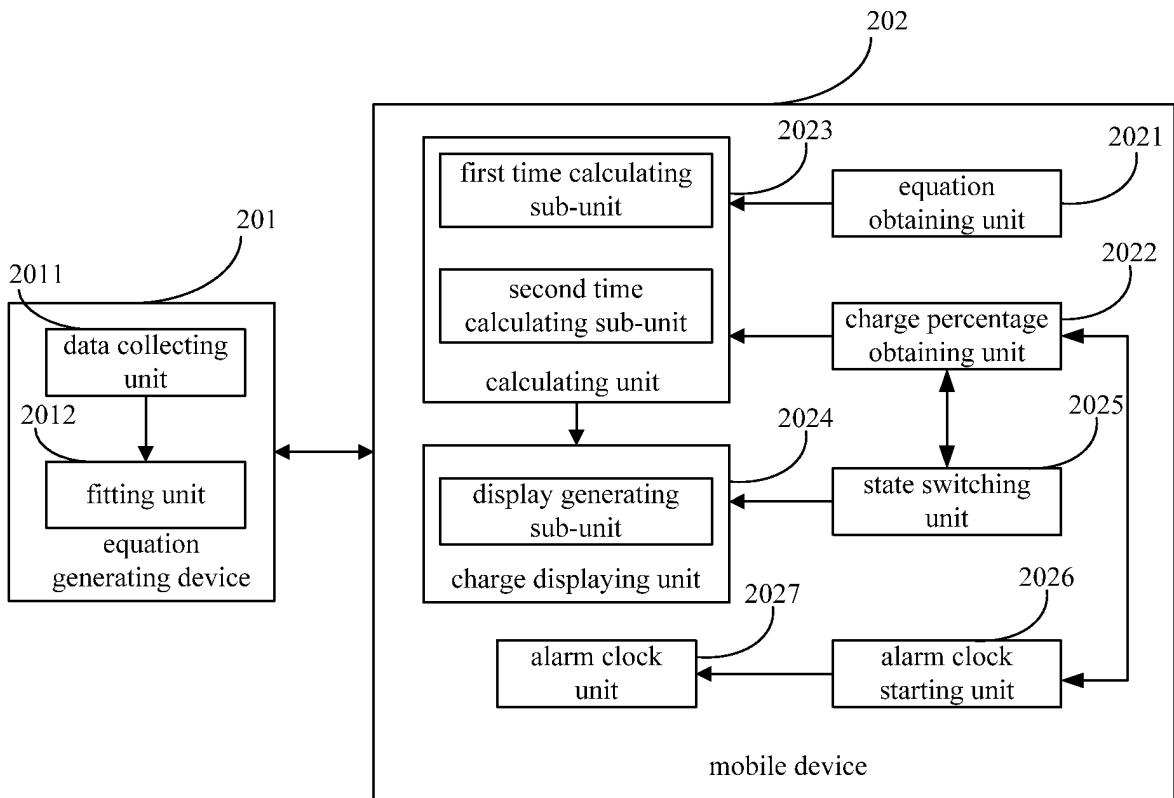 202
2023
2021
first time calculating
sub-unit
equation
obtaining unit
201
2011
2022
second time
calculating sub-unit
charge percentage
obtaining unit
data collecting
unit
calculating unit
2012
2024
2025
fitting unit
display generating
sub-unit
state switching
unit
equation
generating device
charge displaying unit
2027
2026
alarm clock
unit
alarm clock
starting unit
mobile device